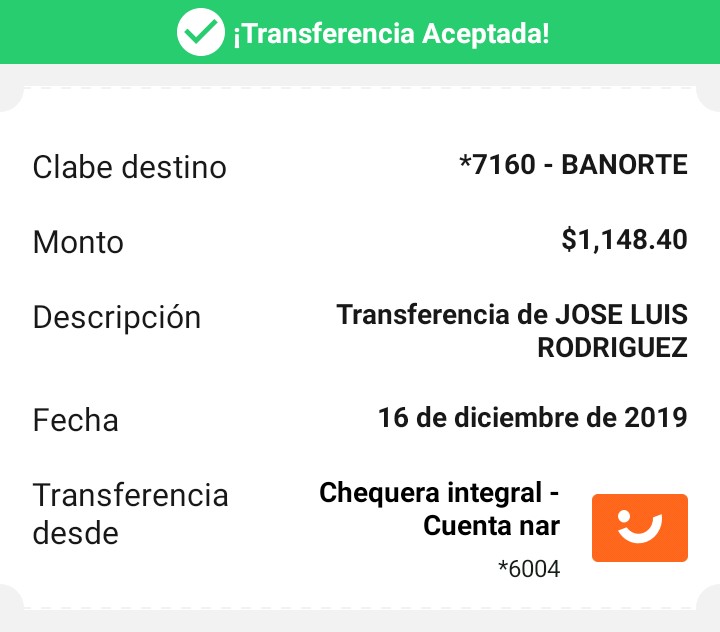 ¡Transferencia Aceptada!
Clabe destino *7160 - BANORTE
Monto $1,148.40
Descripción Transferencia de JOSE LUIS
RODRIGUEZ
Fecha 16 de diciembre de 2019
Transferencia Chequera integral -
desde Cuenta nar
*6004